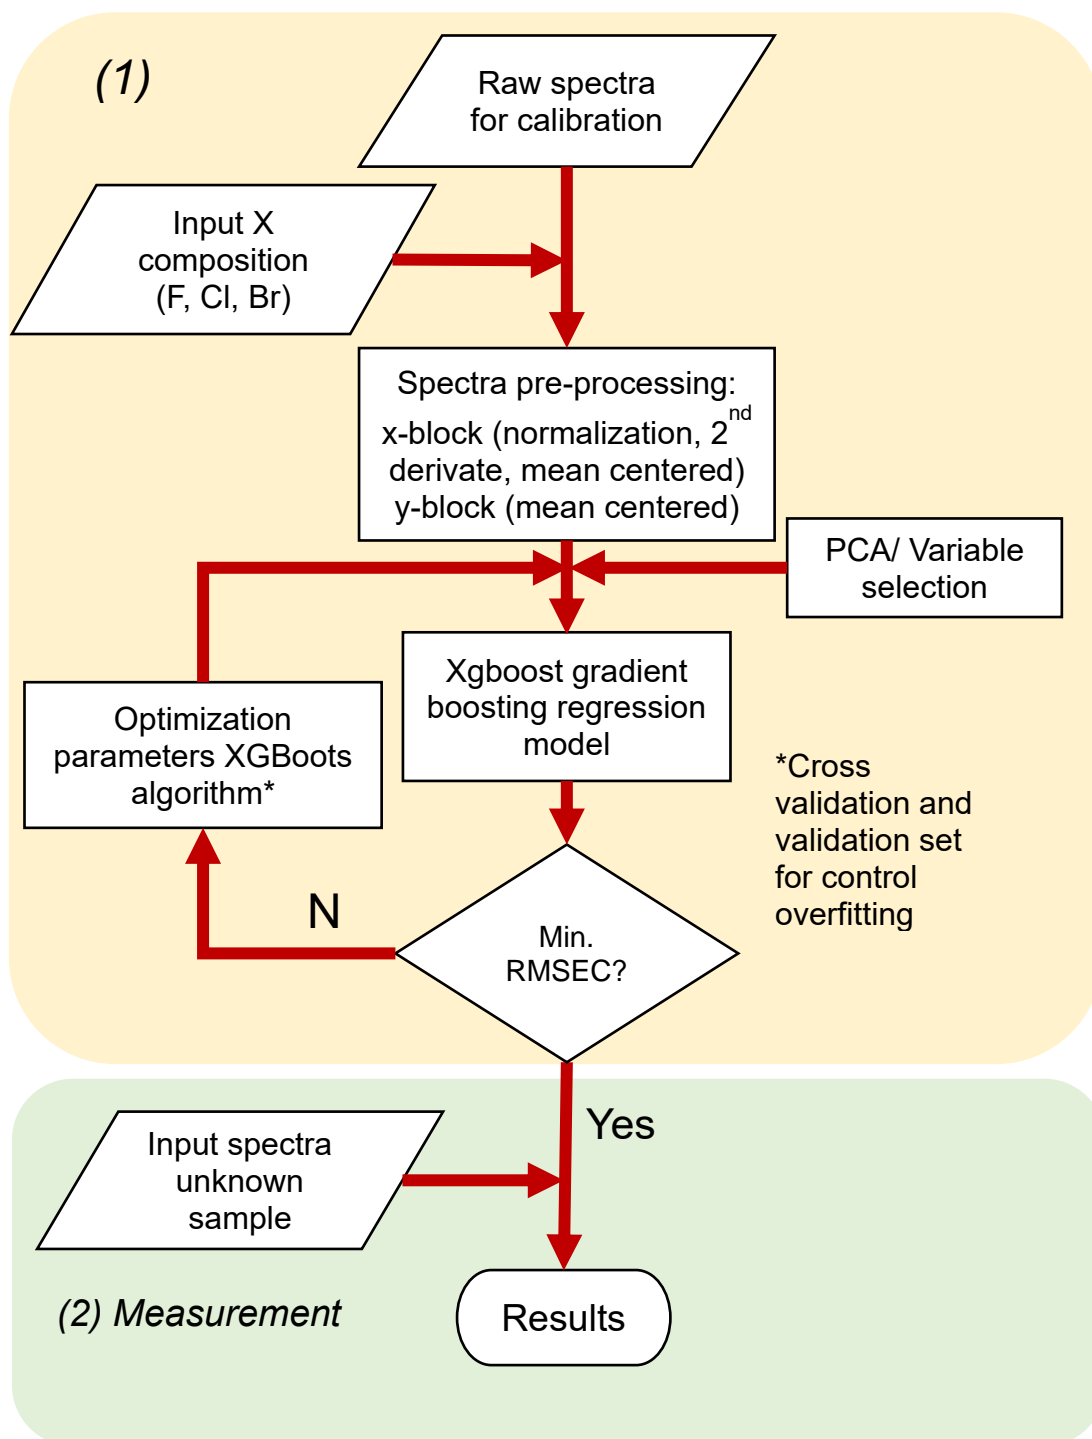 (1)
Raw spectra
for calibration
Input X
composition
(F, Cl, Br)
Spectra pre-processing:
x-block (normalization, 2nd
derivate, mean centered)
y-block (mean centered)
PCA/ Variable
selection
Xgboost gradient
boosting regression
model
Optimization
parameters XGBoots
algorithm*
*Cross
validation and
validation set
for control
overfitting
N
Min.
RMSEC?
Yes
Input spectra
unknown
sample
(2) Measurement
Results